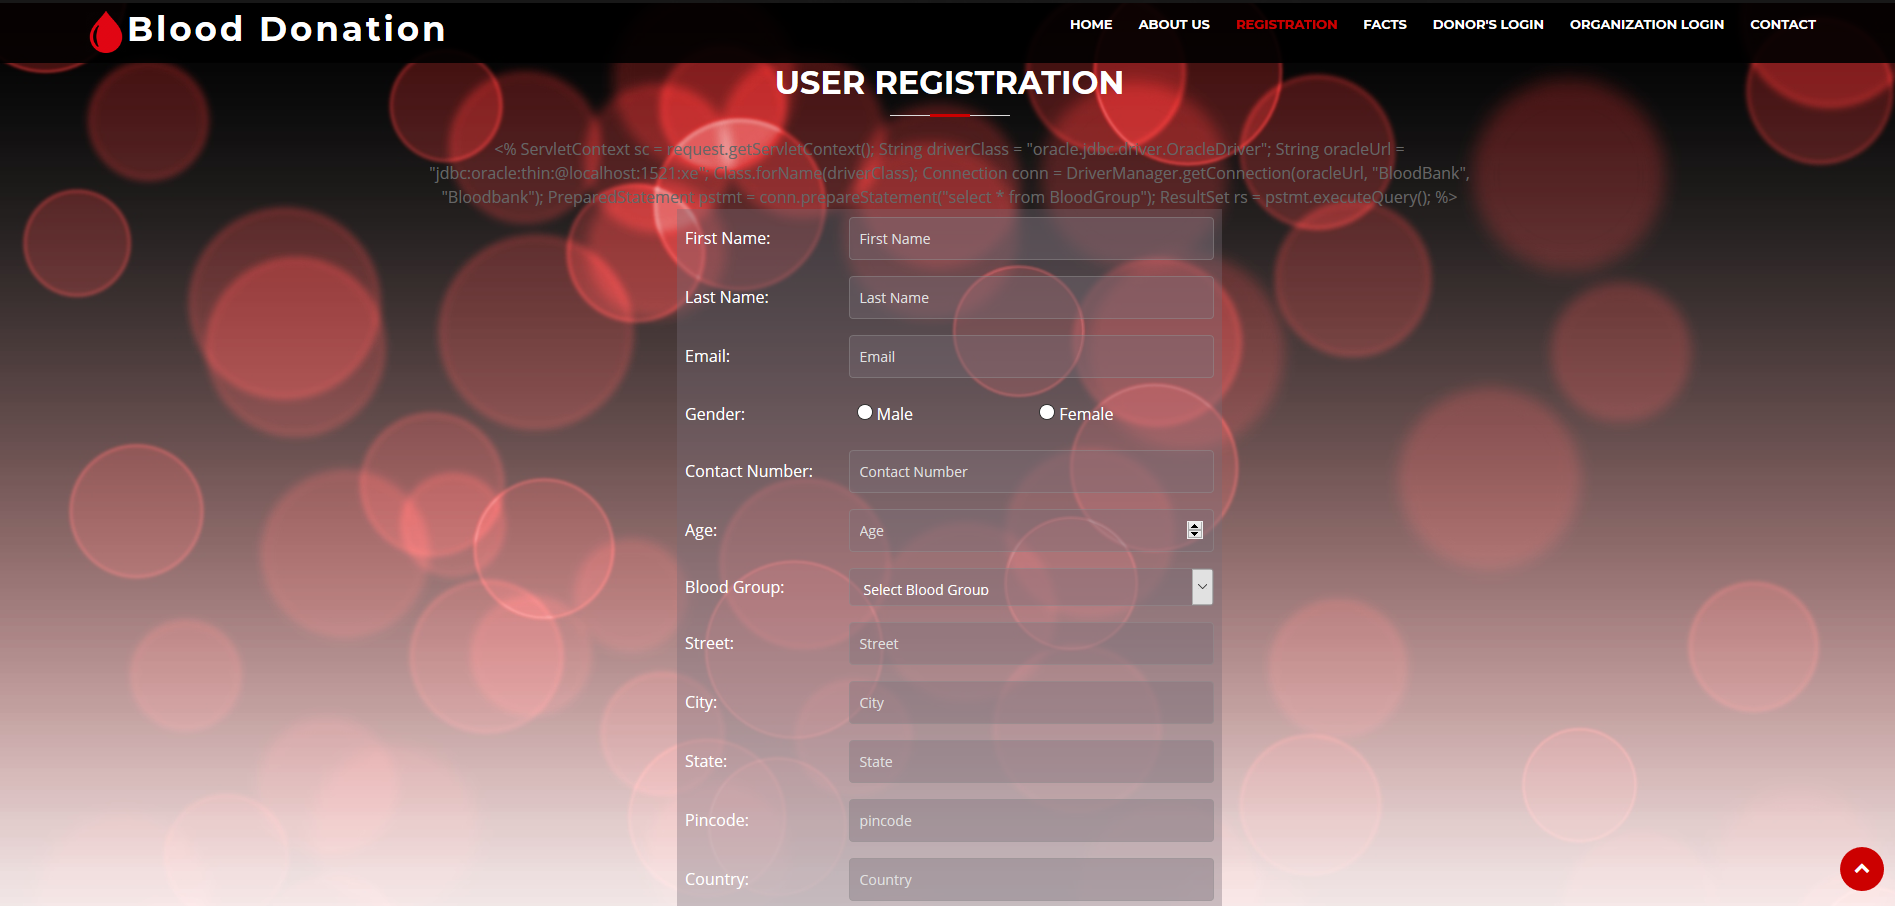 Blood Donation
HOME ABOUT US REGISTRATION FACTS DONOR'S LOGIN ORGANIZATION LOGIN CONTACT
USER REGISTRATION
<% ServletContext sc = request.getServletContext(); String driverClass = "oracle.jdbc.driver.OracleDriver"; String oracleUrl =
"jdbc:oracle:thin:@localhost:1521:xe"; Class.forName(driverClass); Connection conn = DriverManager.getConnection(oracleUrl, "BloodBank",
"Bloodbank"); PreparedStatement pstmt = conn.prepareStatement("select * from BloodGroup"); ResultSet rs = pstmt.executeQuery(); %>
First Name: First Name
Last Name: Last Name
Email: Email
Gender: Male Female
Contact Number: Contact Number
Age: Age
Blood Group: Select Blood Group
Street: Street
City: City
State: State
Pincode: pincode
Country: Country